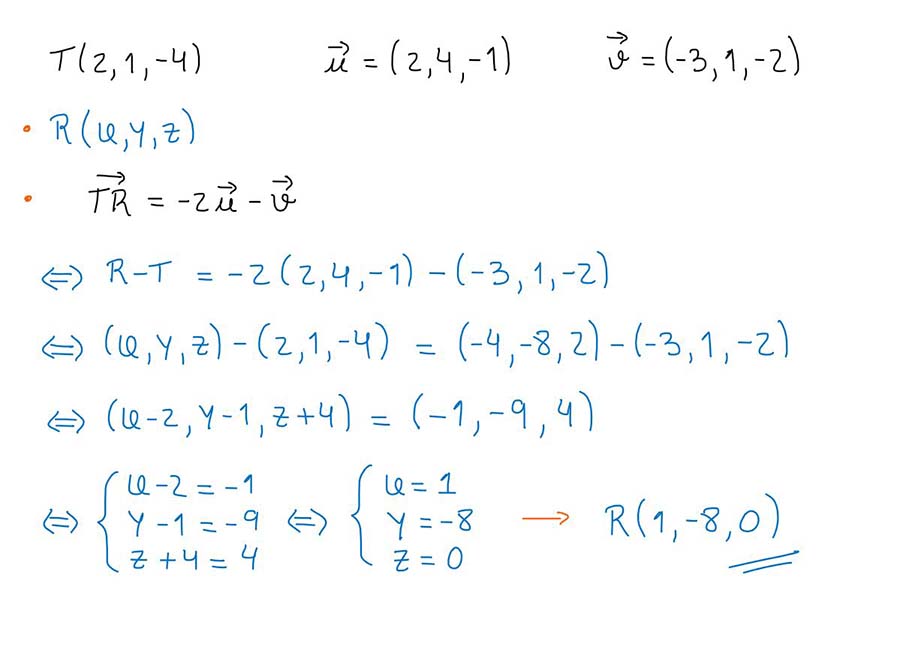 T(2,1,-4) u⃗ = (2,4,-1) v⃗ = (-3,1,-2)
• R(x,y,z)
• TR⃗ = -2u⃗ - v⃗
⇔ R-T = -2(2,4,-1) - (-3,1,-2)
⇔ (x,y,z) - (2,1,-4) = (-4,-8,2) - (-3,1,-2)
⇔ (x-2, y-1, z+4) = (-1,-9,4)
⇔ { x-2 = -1 ⇔ { x = 1
y-1 = -9 y = -8 → R(1,-8,0)
z+4 = 4 z = 0